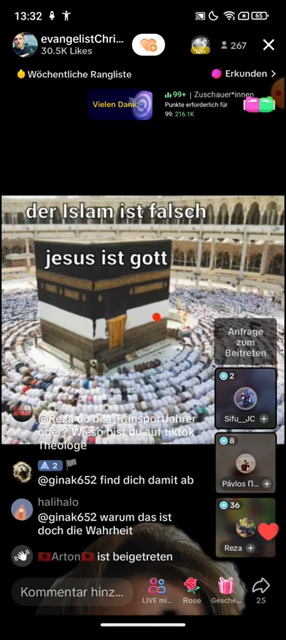 13:32
65
evangelistChri...
30.5K Likes
267
Wöchentliche Rangliste
Erkunden >
Vielen Dank
99+ | Zuschauer*innen
Punkte erforderlich für
99: 216.1K
der Islam ist falsch
jesus ist gott
Anfrage
zum
Beitreten
2
Sifu__JC
8
Pávlos Π...
36
Reza
@Reza du bist Transportfahrer
oder? Wieso bist du auf tiktok
Theologe
2
@ginak652 find dich damit ab
halihalo
@ginak652 warum das ist
doch die Wahrheit
Arton ist beigetreten
Kommentar hinz...
LIVE mi...
Rose
Gesche...
25